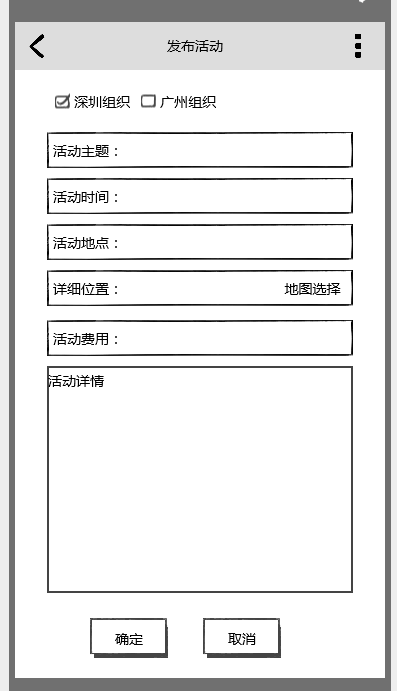 发布活动
深圳组织 广州组织
活动主题：
活动时间：
活动地点：
详细位置： 地图选择
活动费用：
活动详情
确定 取消